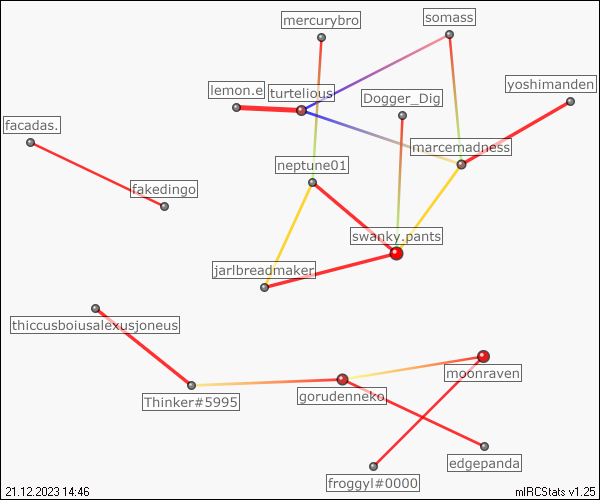 mercurybro
somass
yoshimanden
lemon.e
turtelious
Dogger_Dig
facadas.
marcemadness
neptune01
fakedingo
swanky.pants
jarlbreadmaker
thiccusboiusalexusjoneus
moonraven
Thinker#5995
gorudenneko
edgepanda
froggyl#0000
21.12.2023 14:46
mIRCStats v1.25